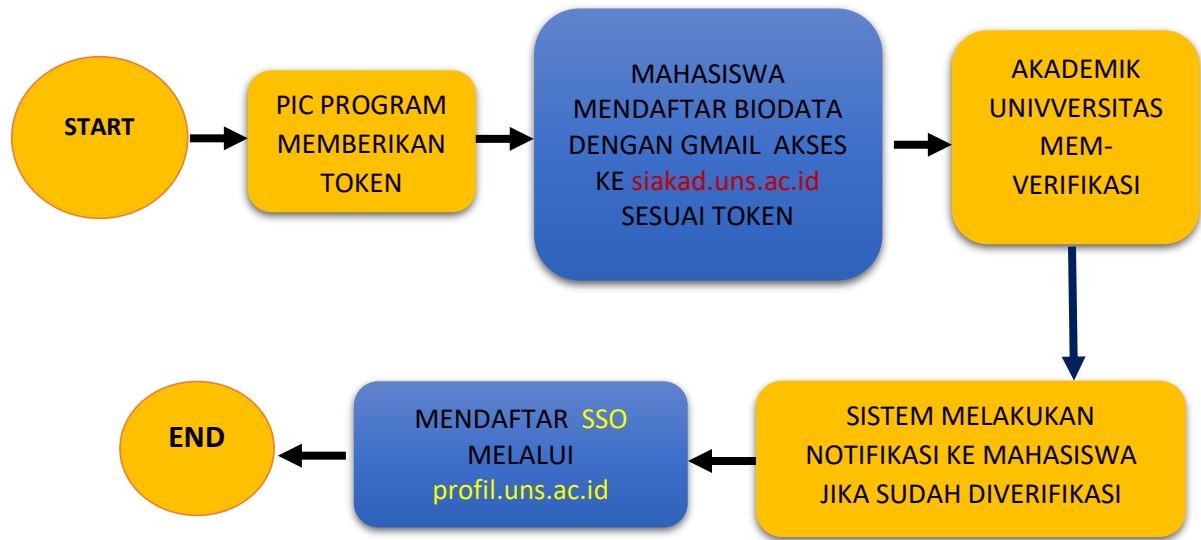 START
PIC PROGRAM
MEMBERIKAN
TOKEN
MAHASISWA
MENDAFTAR BIODATA
DENGAN GMAIL AKSES
KE siakad.uns.ac.id
SESUAI TOKEN
AKADEMIK
UNIVVERSITAS
MEM-
VERIFIKASI
SISTEM MELAKUKAN
NOTIFIKASI KE MAHASISWA
JIKA SUDAH DIVERIFIKASI
MENDAFTAR SSO
MELALUI
profil.uns.ac.id
END